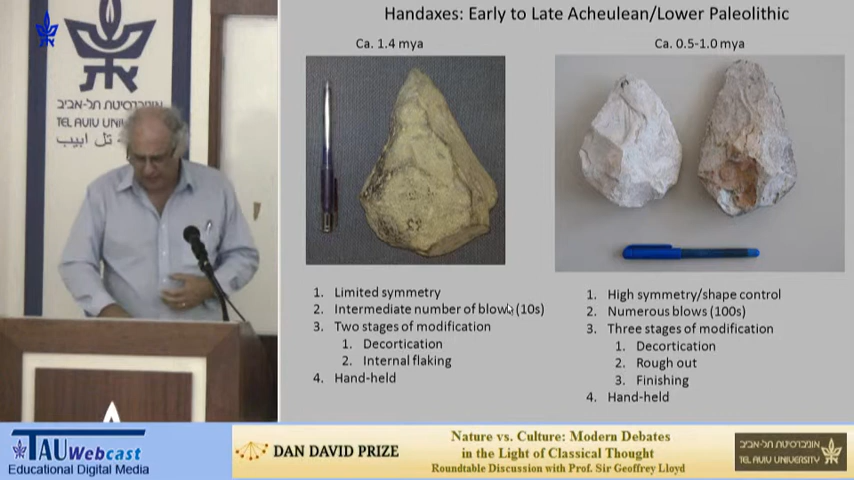 אוניברסיטת תל-אביב
TEL AVIV UNIV
تل ابيب
Handaxes: Early to Late Acheulean/Lower Paleolithic
Ca. 1.4 mya
Ca. 0.5-1.0 mya
1. Limited symmetry
2. Intermediate number of blows (10s)
3. Two stages of modification
1. Decortication
2. Internal flaking
4. Hand-held
1. High symmetry/shape control
2. Numerous blows (100s)
3. Three stages of modification
1. Decortication
2. Rough out
3. Finishing
4. Hand-held
TAU Webcast
Educational Digital Media
DAN DAVID PRIZE
Nature vs. Culture: Modern Debates
in the Light of Classical Thought
Roundtable Discussion with Prof. Sir Geoffrey Lloyd
אוניברסיטת תל-אביב
TEL AVIV UNIVERSITY